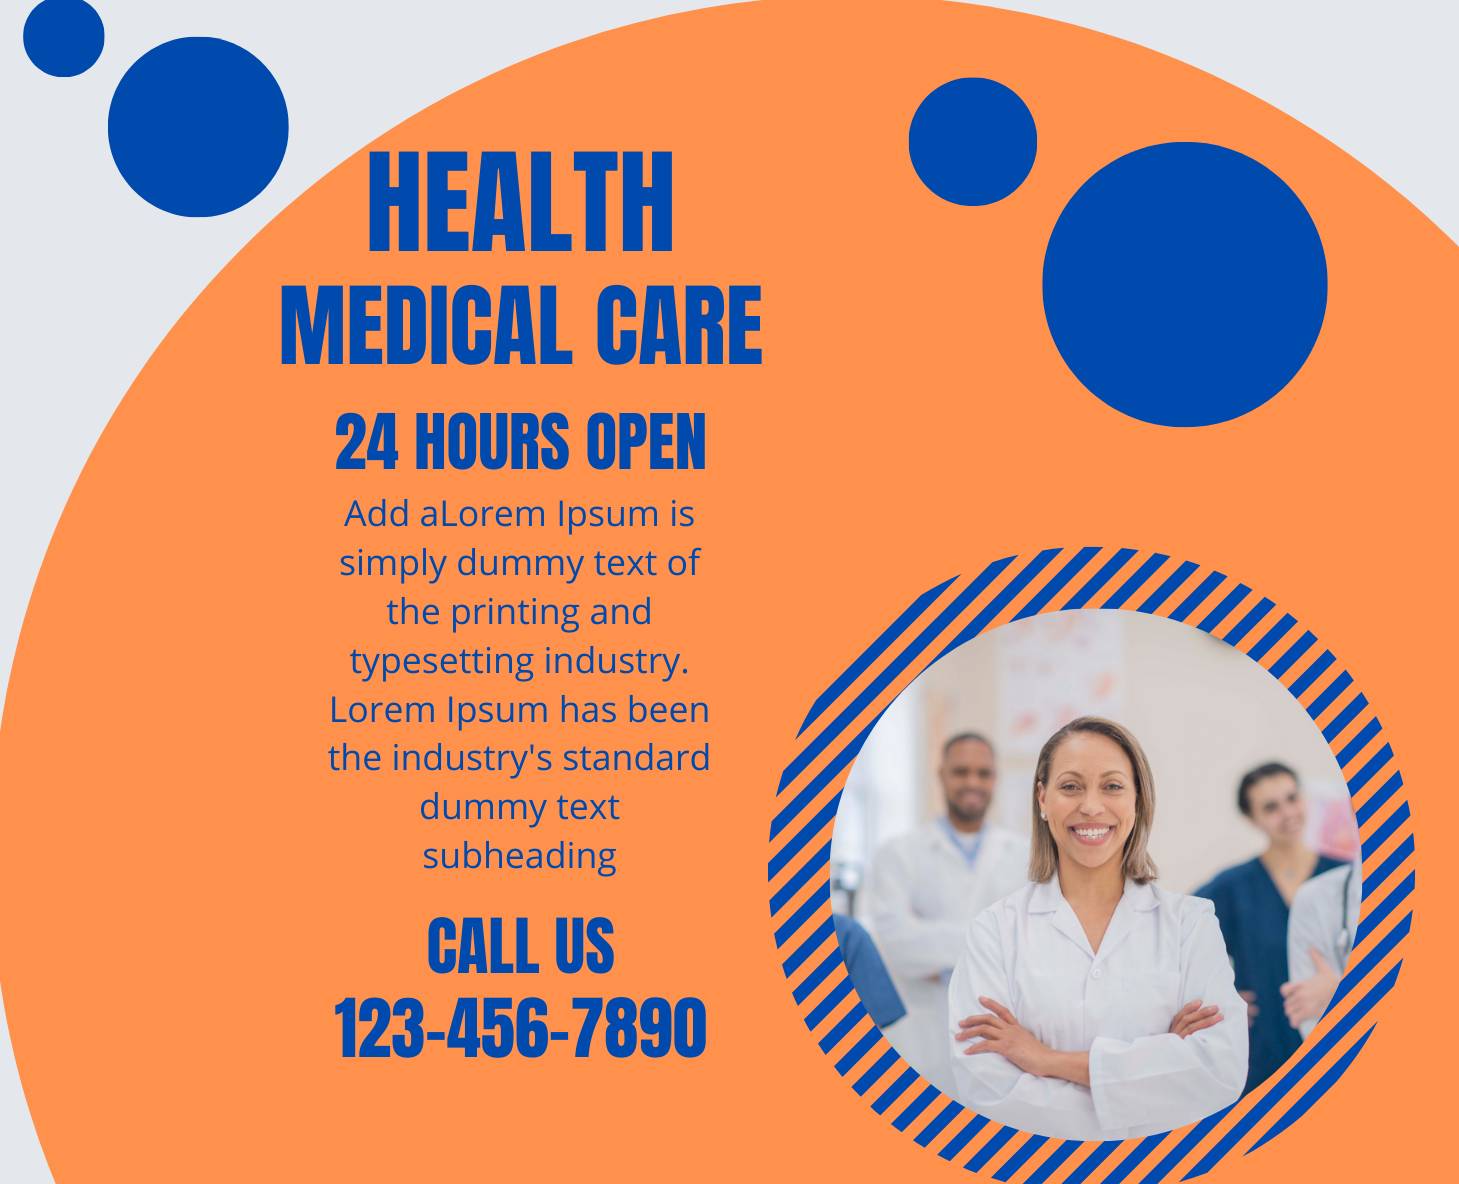 HEALTH
MEDICAL CARE
24 HOURS OPEN
Add aLorem Ipsum is
simply dummy text of
the printing and
typesetting industry.
Lorem Ipsum has been
the industry's standard
dummy text
subheading
CALL US
123-456-7890